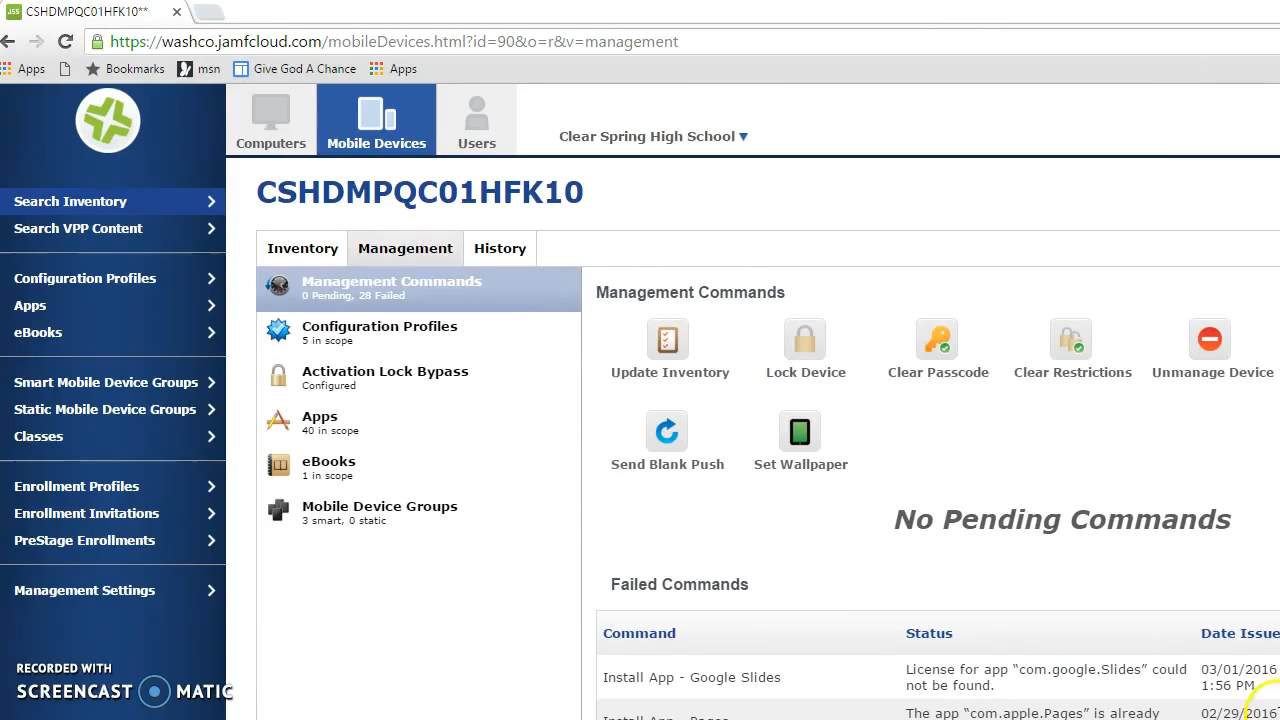 JSS CSHDMPQC01HFK10**
https://washco.jamfcloud.com/mobileDevices.html?id=90&o=r&v=management
Apps Bookmarks msn Give God A Chance Apps
Computers Mobile Devices Users Clear Spring High School ▼
CSHDMPQC01HFK10
Search Inventory
Search VPP Content
Configuration Profiles
Apps
eBooks
Smart Mobile Device Groups
Static Mobile Device Groups
Classes
Enrollment Profiles
Enrollment Invitations
PreStage Enrollments
Management Settings
RECORDED WITH
SCREENCAST MATIC
Inventory Management History
Management Commands
0 Pending, 28 Failed
Configuration Profiles
5 in scope
Activation Lock Bypass
Configured
Apps
40 in scope
eBooks
1 in scope
Mobile Device Groups
3 smart, 0 static
Management Commands
Update Inventory Lock Device Clear Passcode Clear Restrictions Unmanage Device
Send Blank Push Set Wallpaper
No Pending Commands
Failed Commands
Command Status Date Issue
Install App - Google Slides License for app “com.google.Slides” could 03/01/2016
not be found. 1:56 PM
Install App - Pages The app “com.apple.Pages” is already 02/29/2016